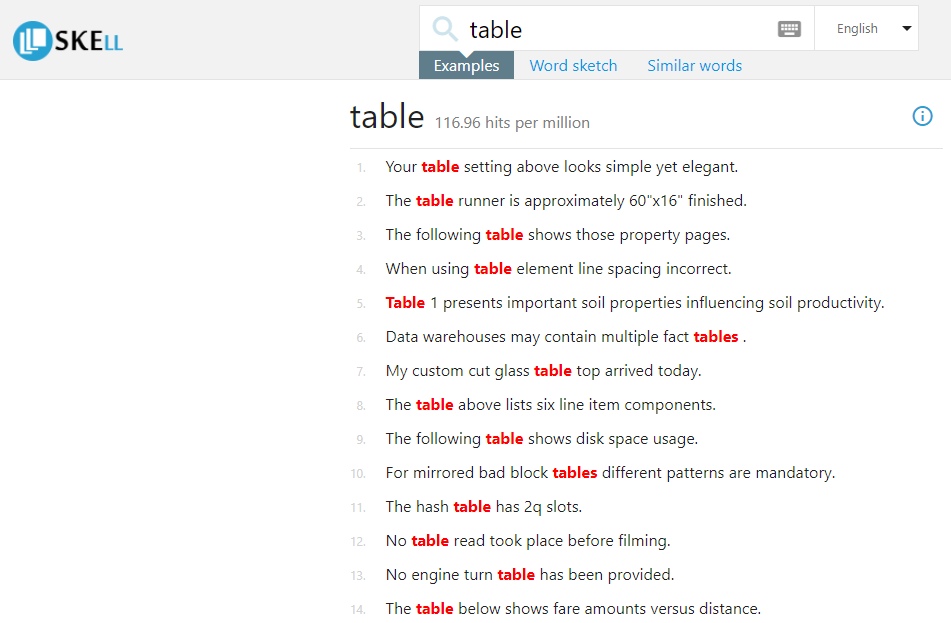 SKELL
table
English
Examples Word sketch Similar words
table 116.96 hits per million
1. Your table setting above looks simple yet elegant.
2. The table runner is approximately 60"x16" finished.
3. The following table shows those property pages.
4. When using table element line spacing incorrect.
5. Table 1 presents important soil properties influencing soil productivity.
6. Data warehouses may contain multiple fact tables .
7. My custom cut glass table top arrived today.
8. The table above lists six line item components.
9. The following table shows disk space usage.
10. For mirrored bad block tables different patterns are mandatory.
11. The hash table has 2q slots.
12. No table read took place before filming.
13. No engine turn table has been provided.
14. The table below shows fare amounts versus distance.